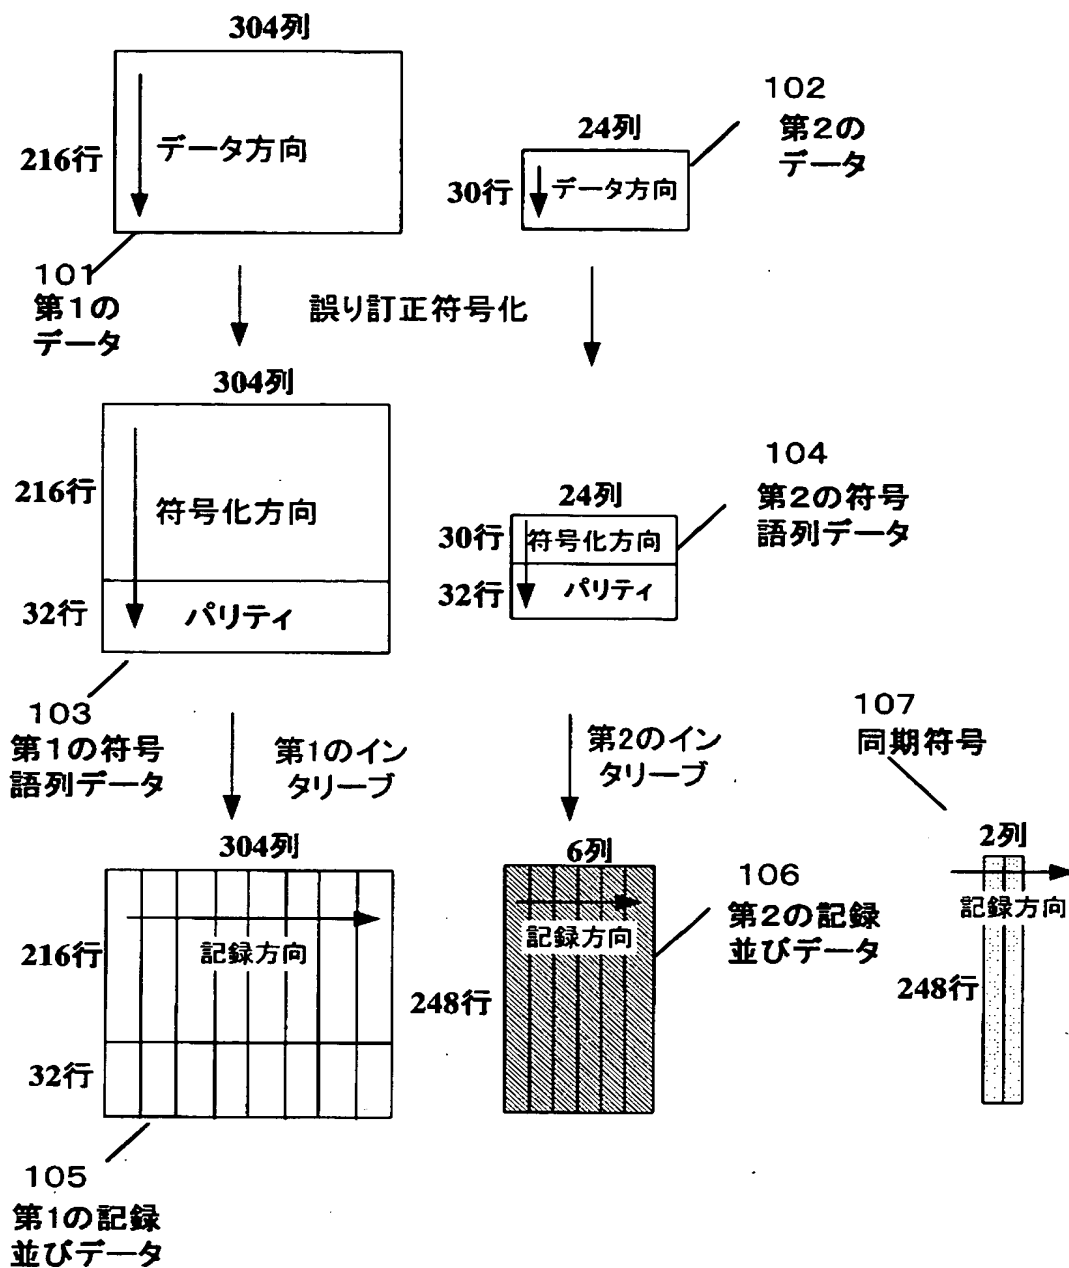 304列
216行
データ方向
101
第1の
データ
24列
30行
データ方向
102
第2の
データ
誤り訂正符号化
304列
216行
符号化方向
32行
パリティ
103
第1の符号
語列データ
24列
30行
符号化方向
32行
パリティ
104
第2の符号
語列データ
第1のイン
タリーブ
第2のイン
タリーブ
304列
216行
記録方向
32行
105
第1の記録
並びデータ
6列
記録方向
248行
106
第2の記録
並びデータ
107
同期符号
2列
記録方向
248行